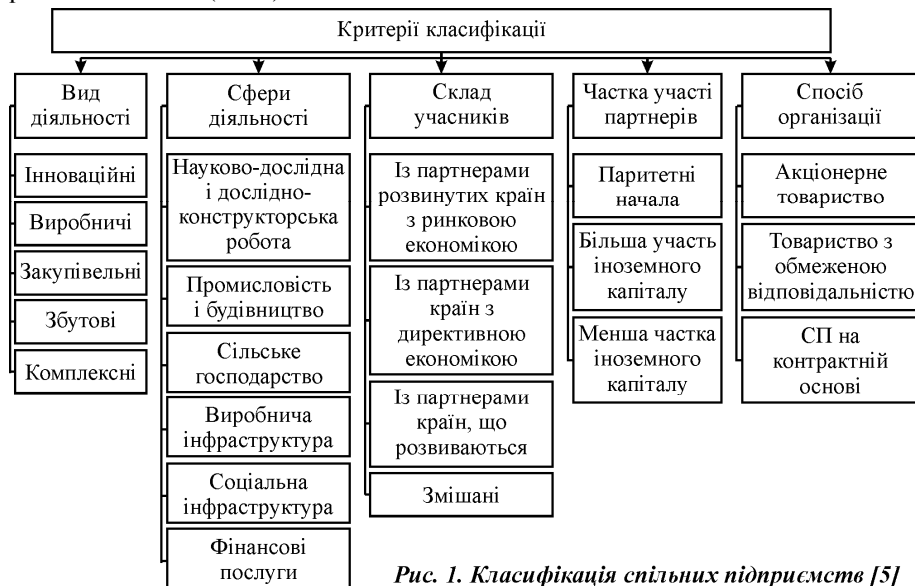 Критерії класифікації
Вид
діяльності
Інноваційні
Виробничі
Закупівельні
Збутові
Комплексні
Сфери
діяльності
Науково-дослідна
і дослідно-
конструкторська
робота
Промисловість
і будівництво
Сільське
господарство
Виробнича
інфраструктура
Соціальна
інфраструктура
Фінансові
послуги
Склад
учасників
Із партнерами
розвинутих країн
з ринковою
економікою
Із партнерами
країн з
директивною
економікою
Із партнерами
країн, що
розвиваються
Змішані
Частка участі
партнерів
Паритетні
начала
Більша участь
іноземного
капіталу
Менша частка
іноземного
капіталу
Спосіб
організації
Акціонерне
товариство
Товариство з
обмеженою
відповідальністю
СП на
контрактній
основі
Рис. 1. Класифікація спільних підприємств [5]